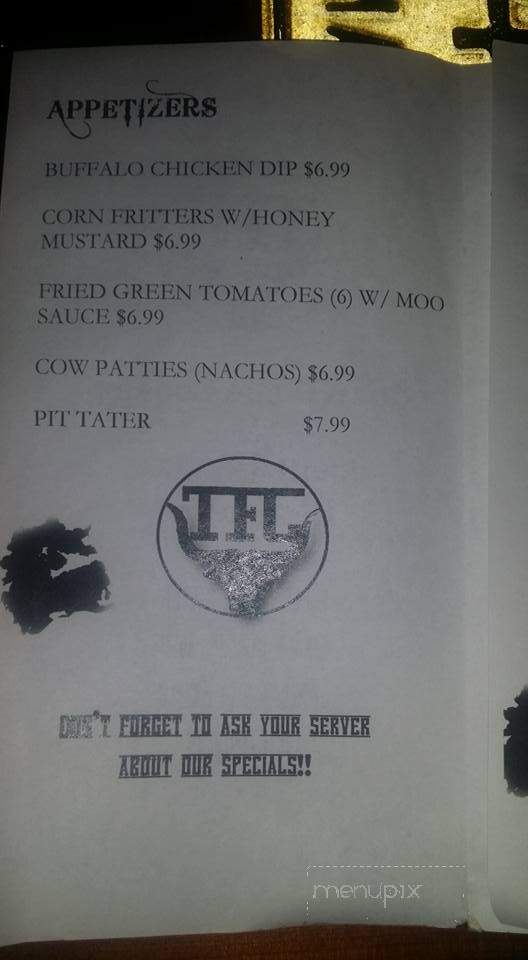 APPETIZERS
BUFFALO CHICKEN DIP $6.99
CORN FRITTERS W/HONEY
MUSTARD $6.99
FRIED GREEN TOMATOES (6) W/ MOO
SAUCE $6.99
COW PATTIES (NACHOS) $6.99
PIT TATER $7.99
TFC
DON'T FORGET TO ASK YOUR SERVER
ABOUT OUR SPECIALS!!
menupix